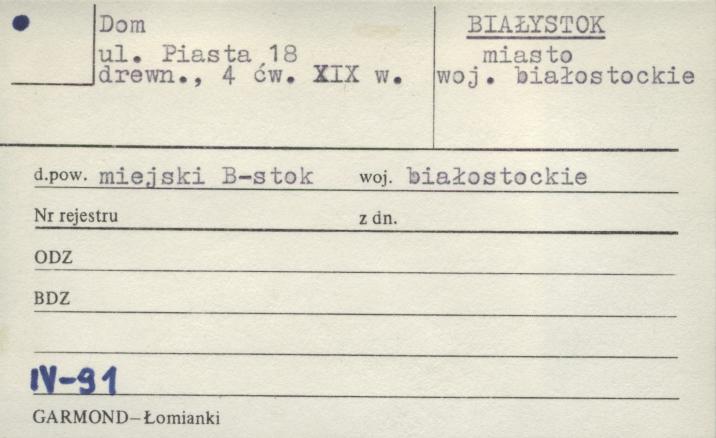 Dom
ul. Piasta 18
drewn., 4 ćw. XIX w.
BIAŁYSTOK
miasto
woj. białostockie
d.pow. miejski B-stok woj. białostockie
Nr rejestru z dn.
ODZ
BDZ
IV-91
GARMOND–Łomianki